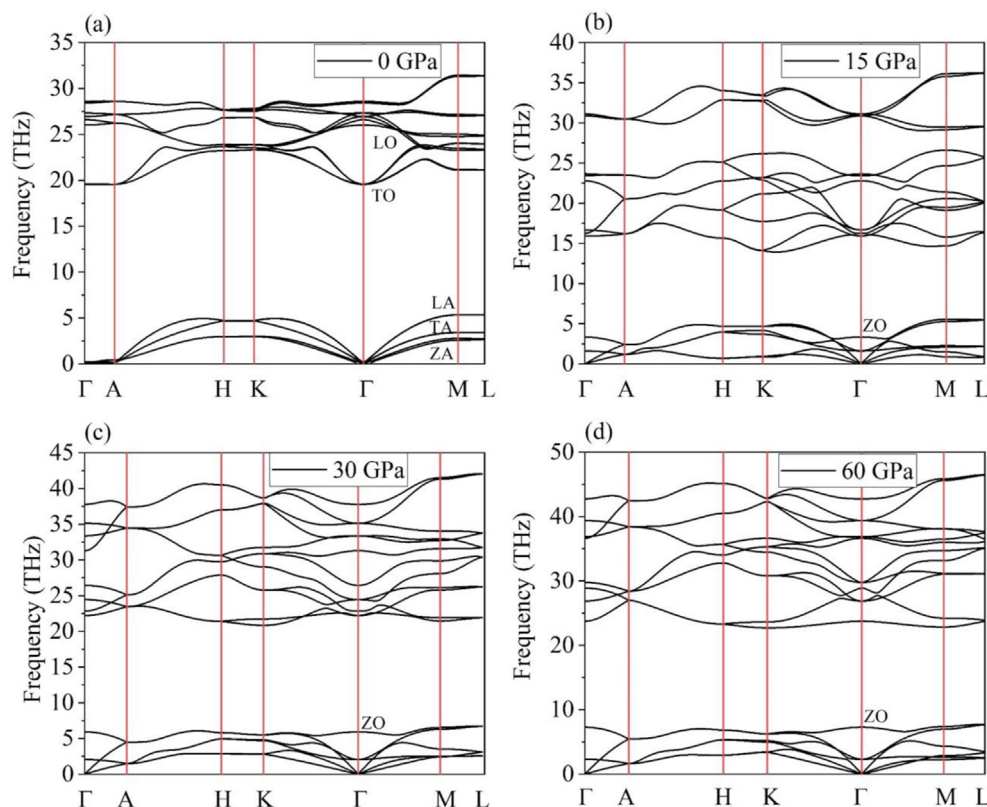 (a)
0 GPa
Frequency (THz)
35
30
25
20
15
10
5
0
LO
TO
LA
TA
ZA
Γ A H K Γ M L
(b)
15 GPa
Frequency (THz)
40
35
30
25
20
15
10
5
0
ZO
Γ A H K Γ M L
(c)
30 GPa
Frequency (THz)
45
40
35
30
25
20
15
10
5
0
ZO
Γ A H K Γ M L
(d)
60 GPa
Frequency (THz)
50
40
30
20
10
0
ZO
Γ A H K Γ M L